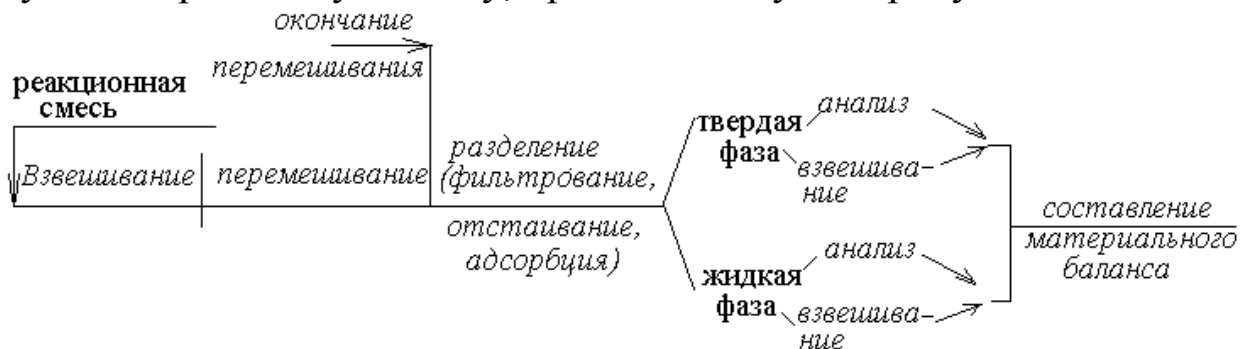 окончание
перемешивания
реакционная
смесь
Взвешивание
перемешивание
разделение
(фильтрование,
отстаивание,
адсорбция)
твердая
фаза
анализ
взвешива-
ние
жидкая
фаза
анализ
взвешива-
ние
составление
материального
баланса